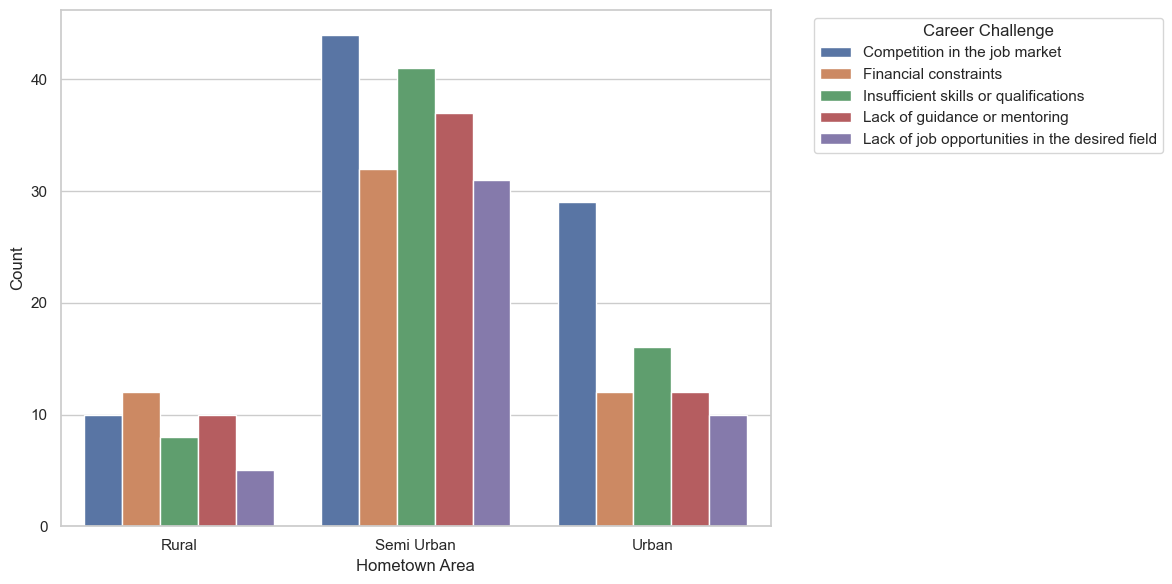 Career Challenge
Competition in the job market
Financial constraints
Insufficient skills or qualifications
Lack of guidance or mentoring
Lack of job opportunities in the desired field
Count
40
30
20
10
0
Rural
Semi Urban
Urban
Hometown Area